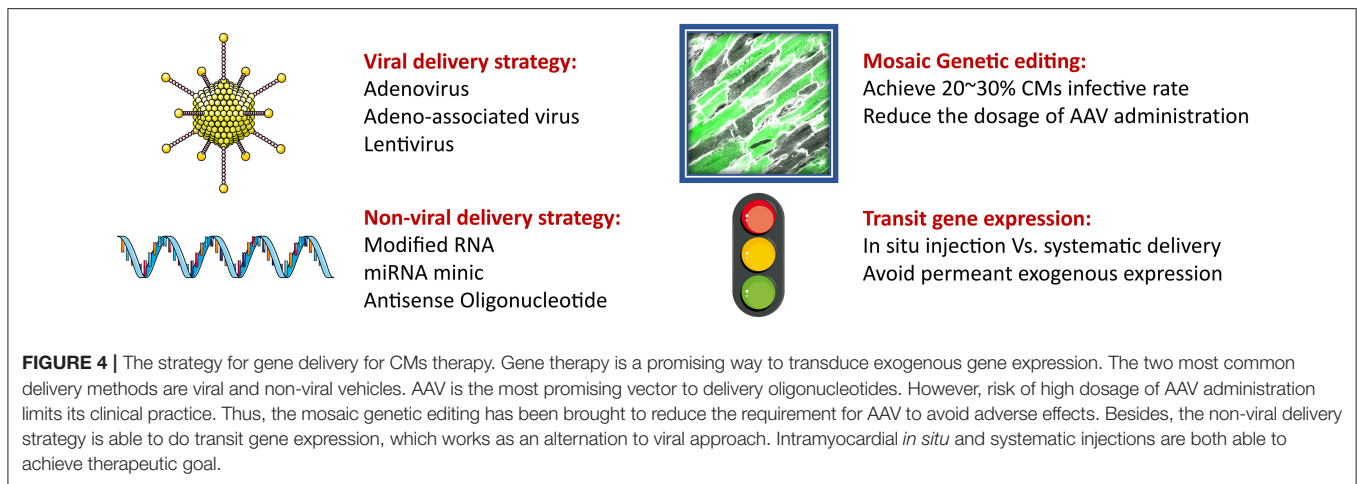 Viral delivery strategy:
Adenovirus
Adeno-associated virus
Lentivirus
Mosaic Genetic editing:
Achieve 20~30% CMs infective rate
Reduce the dosage of AAV administration
Non-viral delivery strategy:
Modified RNA
miRNA minic
Antisense Oligonucleotide
Transit gene expression:
In situ injection Vs. systematic delivery
Avoid permeant exogenous expression
FIGURE 4 | The strategy for gene delivery for CMs therapy. Gene therapy is a promising way to transduce exogenous gene expression. The two most common
delivery methods are viral and non-viral vehicles. AAV is the most promising vector to delivery oligonucleotides. However, risk of high dosage of AAV administration
limits its clinical practice. Thus, the mosaic genetic editing has been brought to reduce the requirement for AAV to avoid adverse effects. Besides, the non-viral delivery
strategy is able to do transit gene expression, which works as an alternation to viral approach. Intramyocardial in situ and systematic injections are both able to
achieve therapeutic goal.